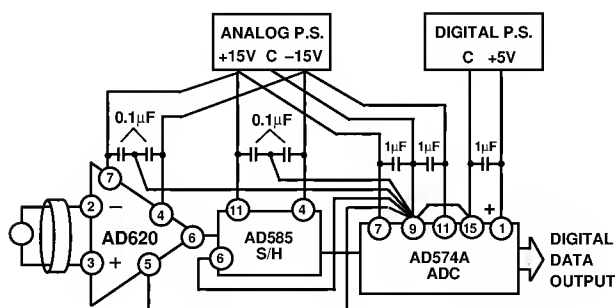 ANALOG P.S.
+15V C –15V
DIGITAL P.S.
C +5V
0.1µF
0.1µF
1µF
1µF
1µF
7
2
–
4
AD620
6
3
+
5
11
4
6
AD585
S/H
7
9
11
15
+
1
AD574A
ADC
DIGITAL
DATA
OUTPUT